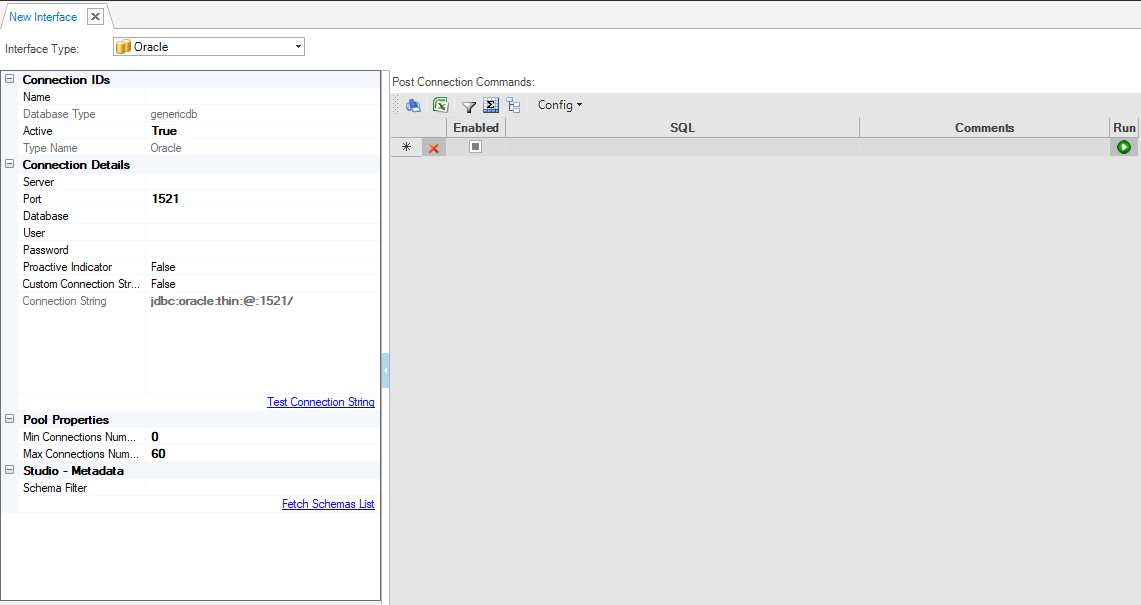 New Interface
Interface Type: Oracle
Connection IDs
Name
Database Type genericdb
Active True
Type Name Oracle
Connection Details
Server
Port 1521
Database
User
Password
Proactive Indicator False
Custom Connection Str... False
Connection String jdbc:oracle:thin:@:1521/
Test Connection String
Pool Properties
Min Connections Num... 0
Max Connections Num... 60
Studio - Metadata
Schema Filter
Fetch Schemas List
Post Connection Commands:
Config
Enabled SQL Comments Run